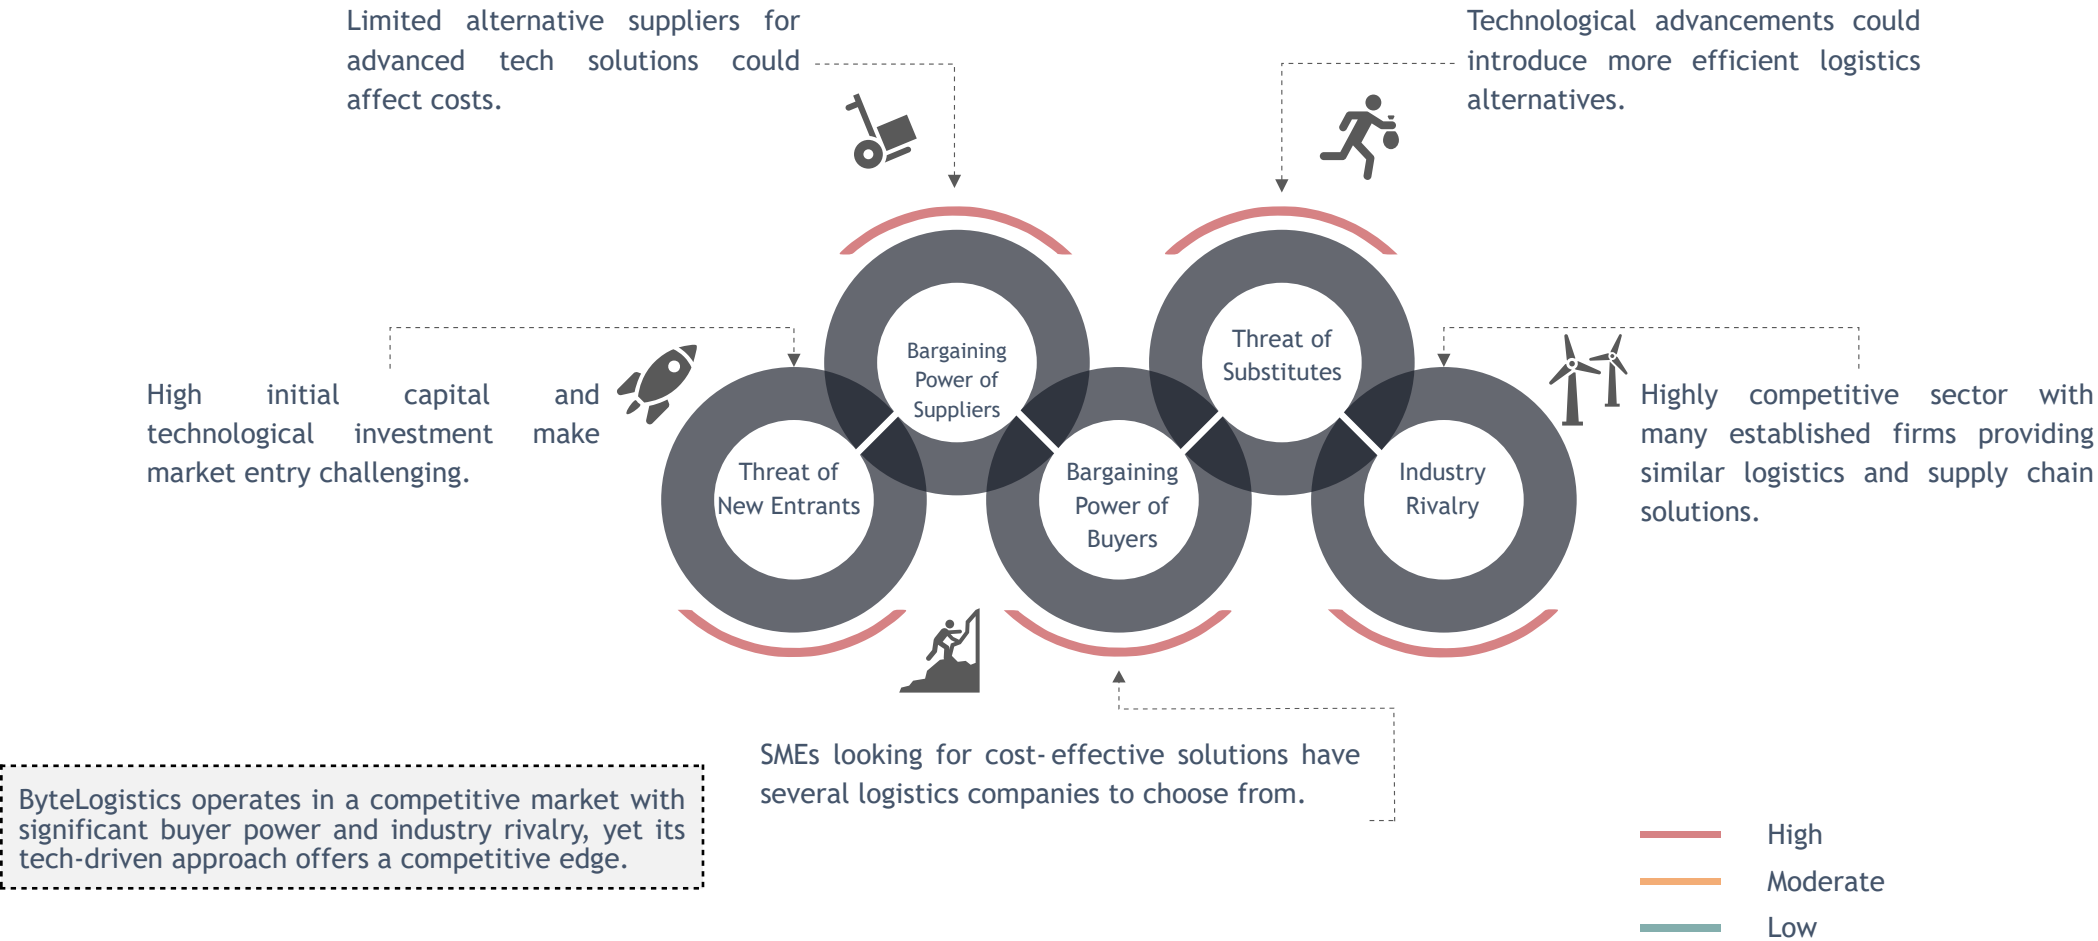 Limited alternative suppliers for
advanced tech solutions could
affect costs.
Technological advancements could
introduce more efficient logistics
alternatives.
High initial capital and
technological investment make
market entry challenging.
Bargaining
Power of
Suppliers
Threat of
Substitutes
Highly competitive sector with
many established firms providing
similar logistics and supply chain
solutions.
Threat of
New Entrants
Bargaining
Power of
Buyers
Industry
Rivalry
SMEs looking for cost-effective solutions have
several logistics companies to choose from.
ByteLogistics operates in a competitive market with
significant buyer power and industry rivalry, yet its
tech-driven approach offers a competitive edge.
High
Moderate
Low